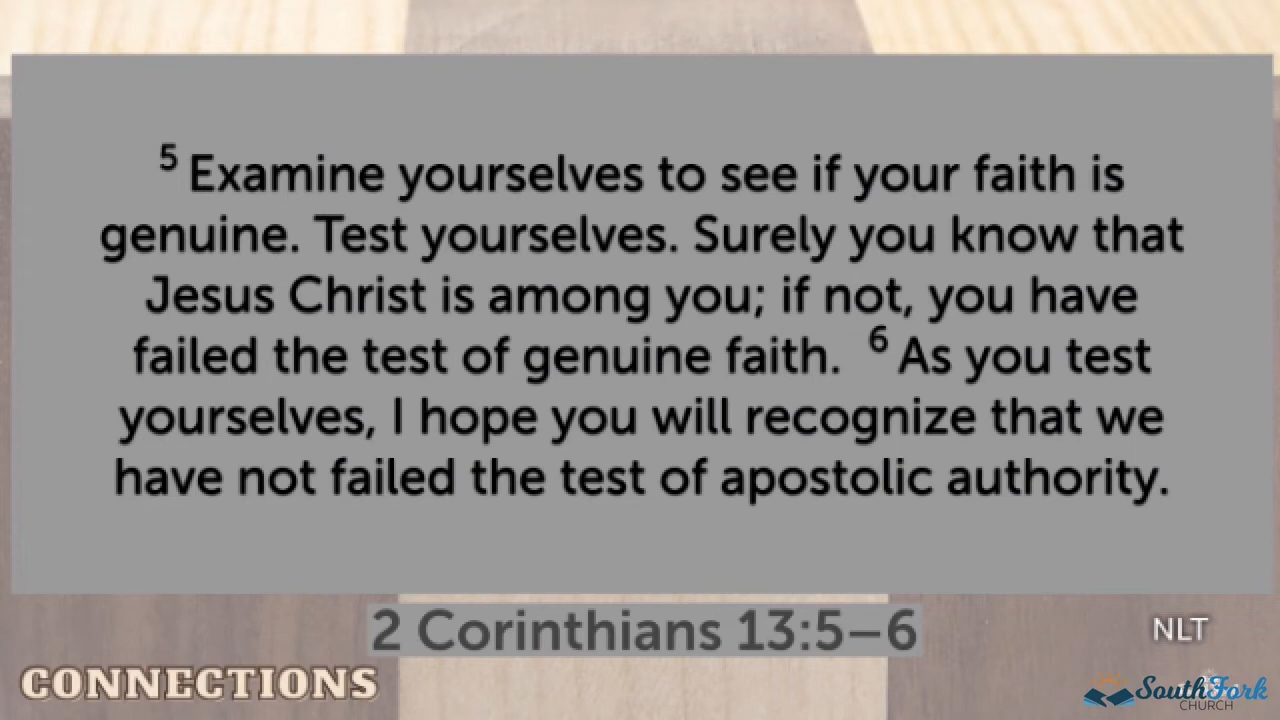 ⁵ Examine yourselves to see if your faith is
genuine. Test yourselves. Surely you know that
Jesus Christ is among you; if not, you have
failed the test of genuine faith. ⁶ As you test
yourselves, I hope you will recognize that we
have not failed the test of apostolic authority.
2 Corinthians 13:5–6
NLT
CONNECTIONS
SouthFork
CHURCH